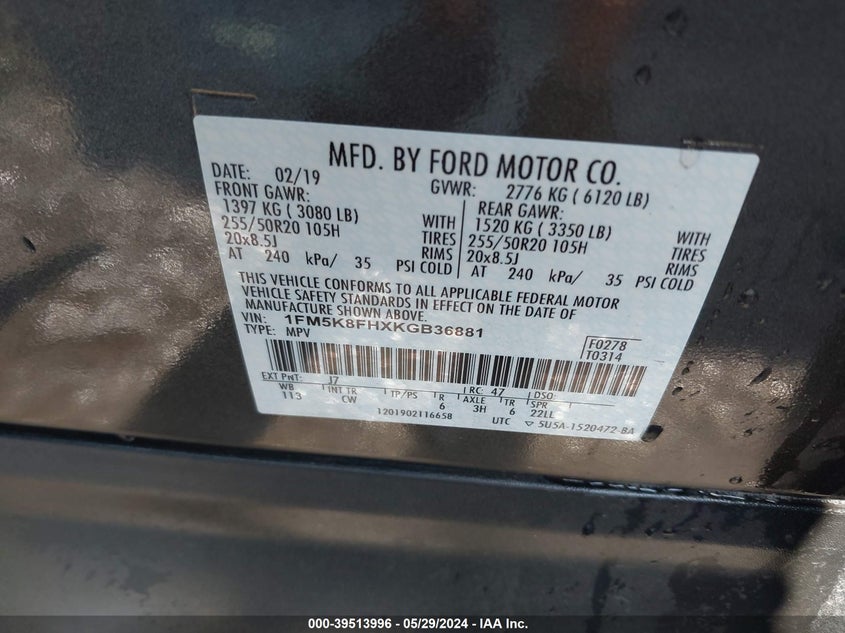 MFD. BY FORD MOTOR CO.
DATE: 02/19 GVWR: 2776 KG ( 6120 LB)
FRONT GAWR: REAR GAWR:
1397 KG ( 3080 LB) WITH 1520 KG ( 3350 LB) WITH
255/50R20 105H TIRES 255/50R20 105H TIRES
20x8.5J RIMS 20x8.5J RIMS
AT 240 kPa/ 35 PSI COLD AT 240 kPa/ 35 PSI COLD
THIS VEHICLE CONFORMS TO ALL APPLICABLE FEDERAL MOTOR
VEHICLE SAFETY STANDARDS IN EFFECT ON THE DATE OF
MANUFACTURE SHOWN ABOVE.
VIN: 1FM5K8FHXKGB36881
TYPE: MPV
F0278
T0314
EXT PNT: J7 RC: 47 DSO:
WB INT TR TP/PS R AXLE TR SPR
113 CW 6 3H 6 22LL
1201902116658 UTC ▽ 5U5A-1520472-BA
000-39513996 - 05/29/2024 - IAA Inc.